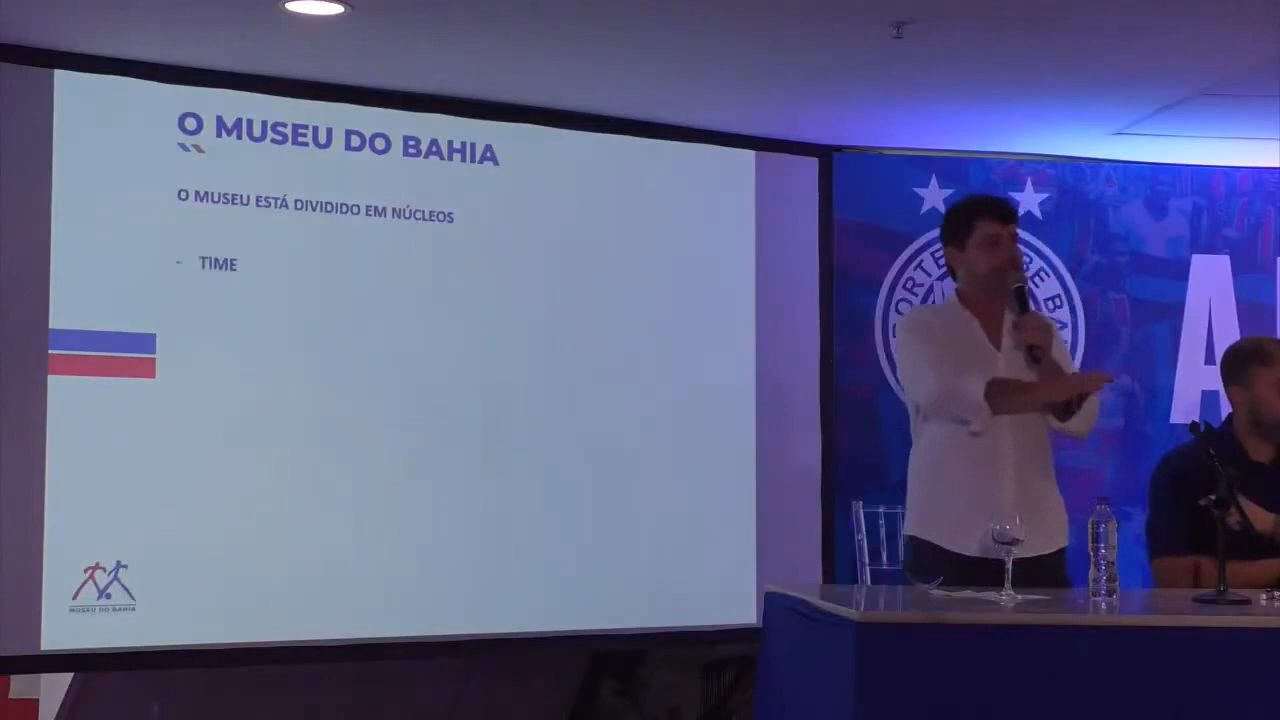 O MUSEU DO BAHIA
O MUSEU ESTÁ DIVIDIDO EM NÚCLEOS
- TIME
MUSEU DO BAHIA
A